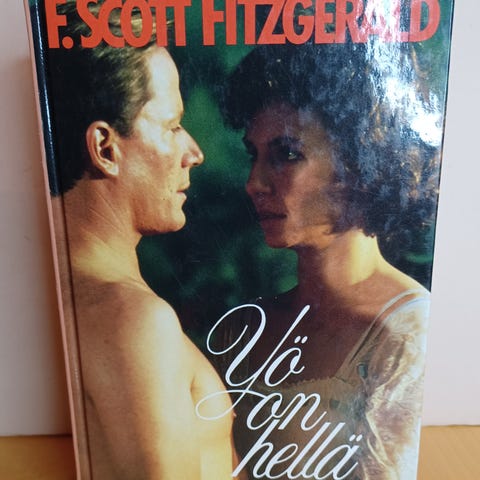 F. SCOTT FITZGERALD
Yö
on
hellä